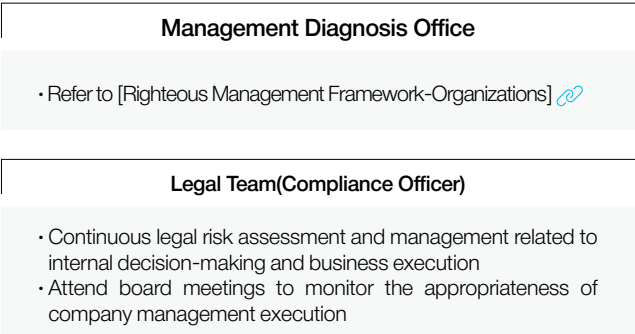 Management Diagnosis Office
· Refer to [Righteous Management Framework-Organizations]
Legal Team(Compliance Officer)
· Continuous legal risk assessment and management related to
internal decision-making and business execution
· Attend board meetings to monitor the appropriateness of
company management execution